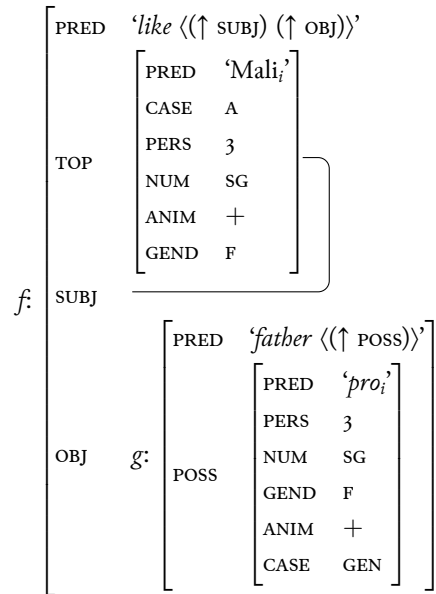 PRED ‘like ⟨(↑ SUBJ) (↑ OBJ)⟩’
PRED ‘Maliᵢ’
CASE A
PERS 3
TOP
NUM SG
ANIM +
GEND F
f: SUBJ
PRED ‘father ⟨(↑ POSS)⟩’
PRED ‘proᵢ’
PERS 3
OBJ g: NUM SG
POSS
GEND F
ANIM +
CASE GEN